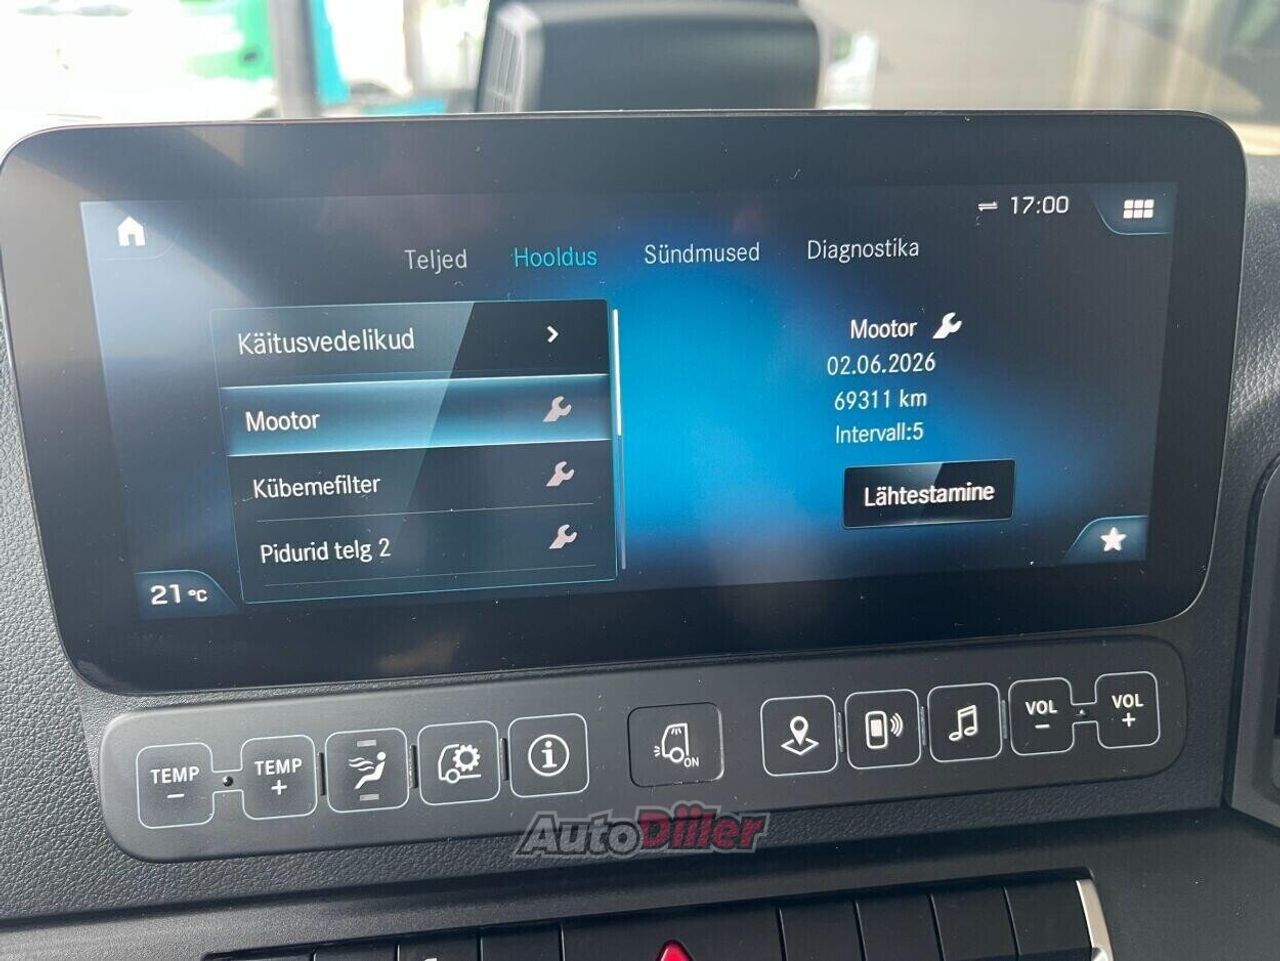 17:00
Teljed Hooldus Sündmused Diagnostika
Käitusvedelikud
Mootor
Kübemefilter
Pidurid telg 2
Mootor
02.06.2026
69311 km
Intervall:5
Lähtestamine
21 °C
TEMP − TEMP + ON VOL − VOL +
AutoDiiler